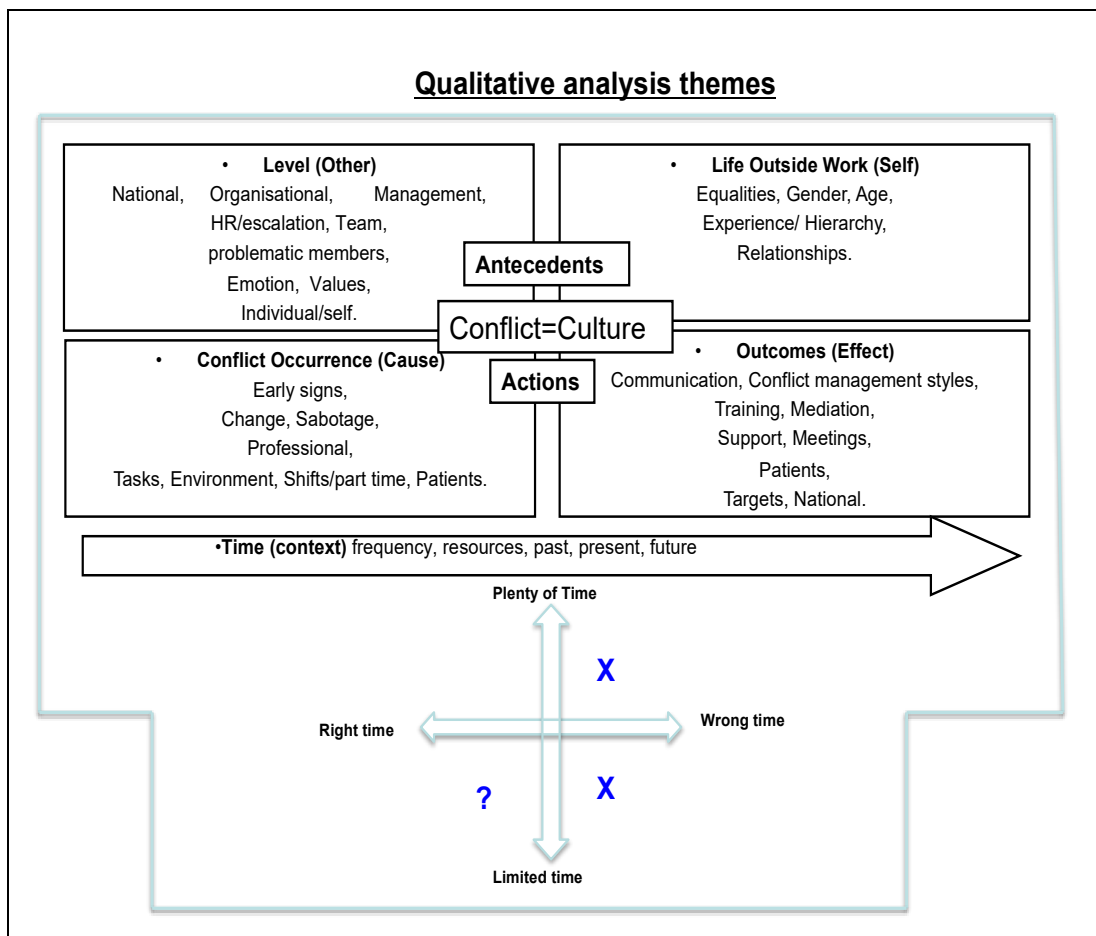 Qualitative analysis themes
• Level (Other)
National, Organisational, Management,
HR/escalation, Team,
problematic members,
Emotion, Values,
Individual/self.
• Life Outside Work (Self)
Equalities, Gender, Age,
Experience/ Hierarchy,
Relationships.
Antecedents
Conflict=Culture
Actions
• Conflict Occurrence (Cause)
Early signs,
Change, Sabotage,
Professional,
Tasks, Environment, Shifts/part time, Patients.
• Outcomes (Effect)
Communication, Conflict management styles,
Training, Mediation,
Support, Meetings,
Patients,
Targets, National.
•Time (context) frequency, resources, past, present, future
Plenty of Time
X
Right time
Wrong time
?
X
Limited time